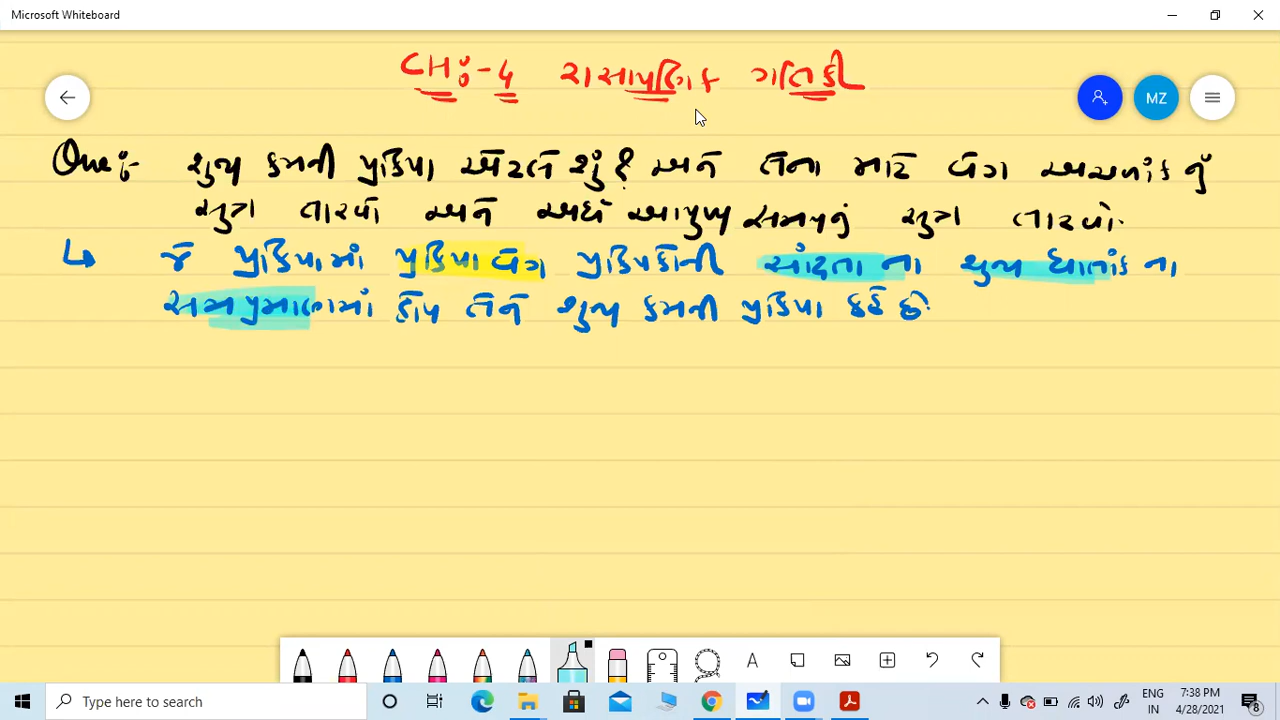 Microsoft Whiteboard
CH:-4 રાસાયણિક ગતિકી
MZ
Que:- શુન્ય ક્રમની પ્રક્રિયા એટલે શું? અને તેના માટે વેગ અચળાંક નું
સુત્ર તારવો અને અર્ધ આયુષ્ય સમયનું સુત્ર તારવો.
↳ જે પ્રક્રિયામાં પ્રક્રિયા વેગ પ્રક્રિયકોની સાંદ્રતા ના શુન્ય ઘાતાંક ના
સમપ્રમાણમાં હોય તેને શુન્ય ક્રમની પ્રક્રિયા કહે છે.
A
Type here to search
ENG 7:38 PM
IN 4/28/2021 8